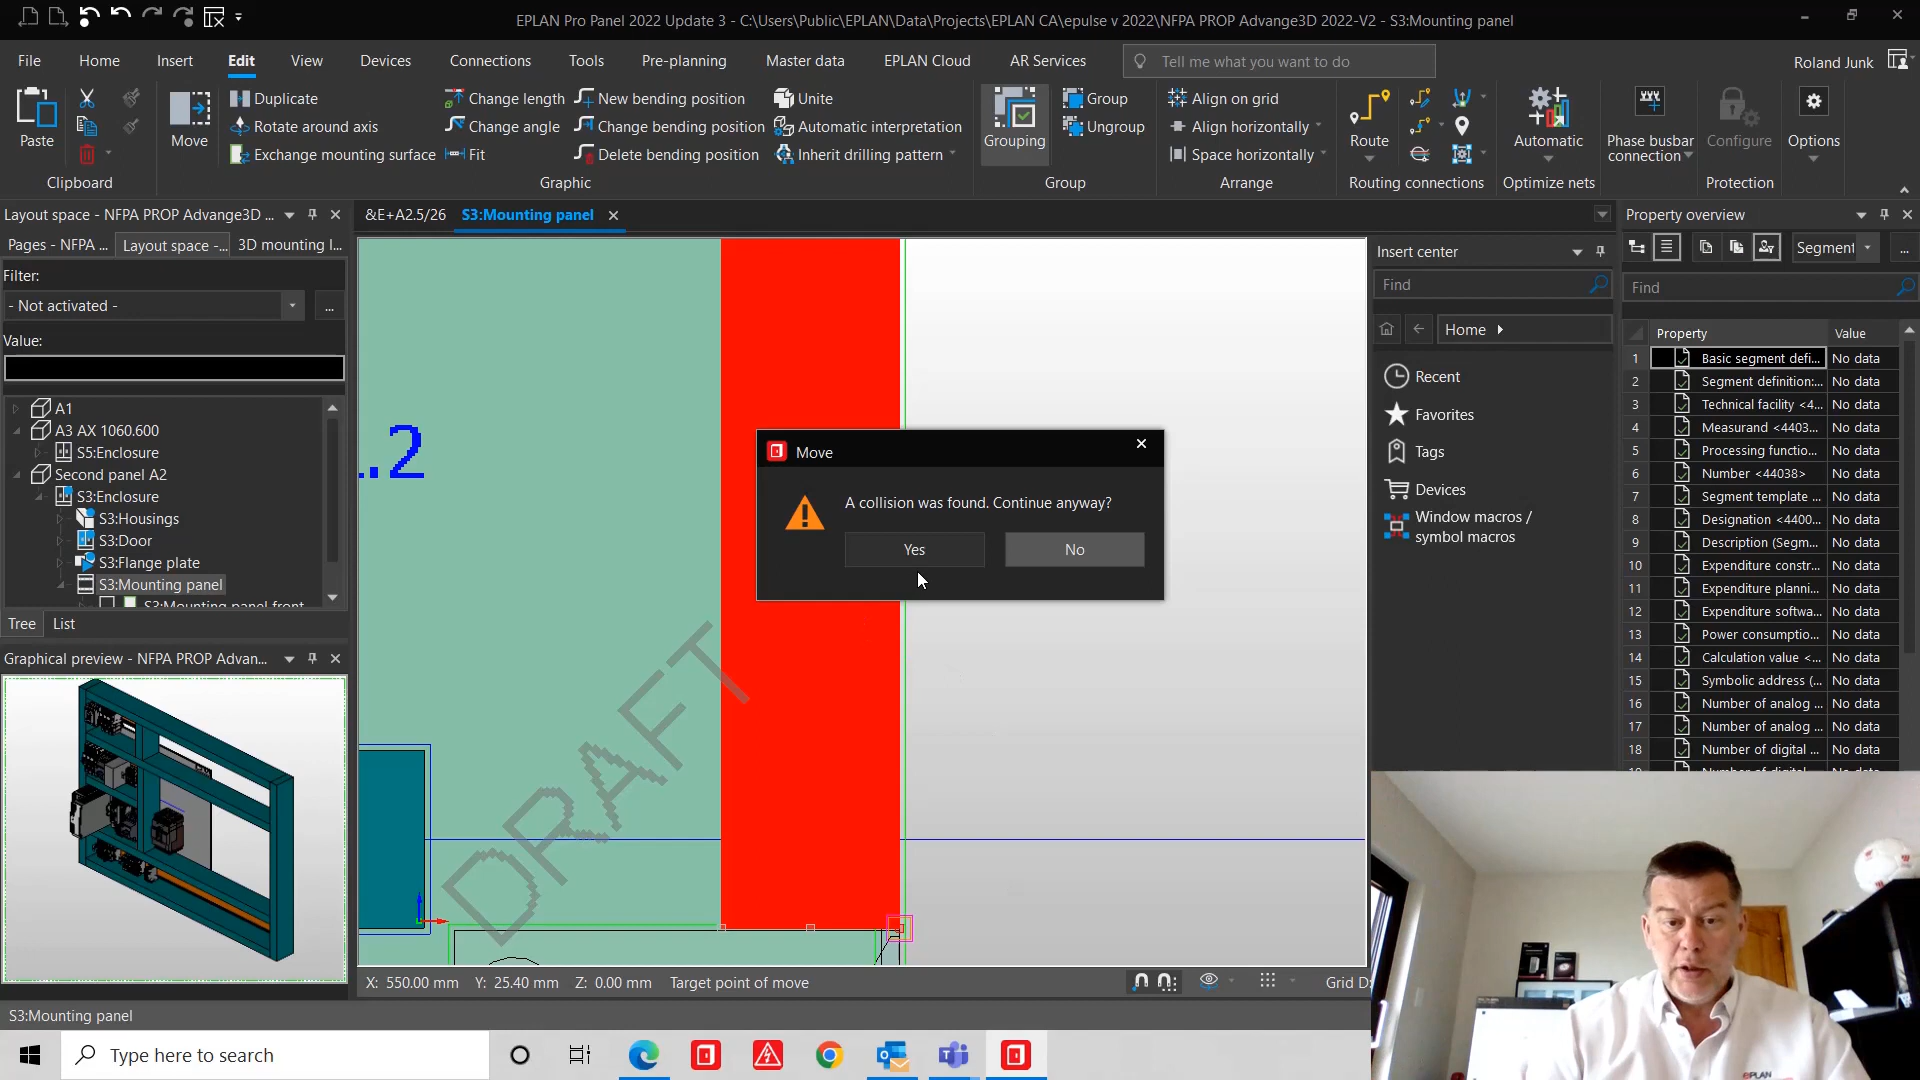 EPLAN Pro Panel 2022 Update 3 - C:\Users\Public\EPLAN\Data\Projects\EPLAN CA\epulse v 2022\NFPA PROP Advange3D 2022-V2 - S3:Mounting panel
File Home Insert Edit View Devices Connections Tools Pre-planning Master data EPLAN Cloud AR Services Tell me what you want to do Roland Junk
Duplicate Change length New bending position Unite Group Align on grid
Rotate around axis Change angle Change bending position Automatic interpretation Ungroup Align horizontally
Paste Move Grouping Route Automatic Phase busbar connection Configure Options
Exchange mounting surface Fit Delete bending position Inherit drilling pattern Space horizontally
Clipboard Graphic Group Arrange Routing connections Optimize nets Protection
Layout space - NFPA PROP Advange3D ...
&E+A2.5/26 S3:Mounting panel
Property overview
Pages - NFPA ... Layout space -... 3D mounting l...
Insert center
Segment
...
Filter:
Find
Find
- Not activated -
...
Home
Property Value
Value:
1 Basic segment defi... No data
2 Segment definition:... No data
3 Technical facility <4... No data
4 Measurand <4403... No data
5 Processing functio... No data
6 Number <44038> No data
7 Segment template ... No data
8 Designation <4400... No data
9 Description (Segm... No data
10 Expenditure constr... No data
11 Expenditure planni... No data
12 Expenditure softwa... No data
13 Power consumptio... No data
14 Calculation value <... No data
15 Symbolic address (... No data
16 Number of analog ... No data
17 Number of analog ... No data
18 Number of digital ... No data
Recent
Favorites
Tags
Devices
Window macros /
symbol macros
A1
A3 AX 1060.600
S5:Enclosure
Second panel A2
S3:Enclosure
S3:Housings
S3:Door
S3:Flange plate
S3:Mounting panel
S3:Mounting panel front
Tree List
Graphical preview - NFPA PROP Advan...
..2
Move
A collision was found. Continue anyway?
Yes No
DRAFT
X: 550.00 mm Y: 25.40 mm Z: 0.00 mm Target point of move Grid D:
S3:Mounting panel
Type here to search
ePLAN